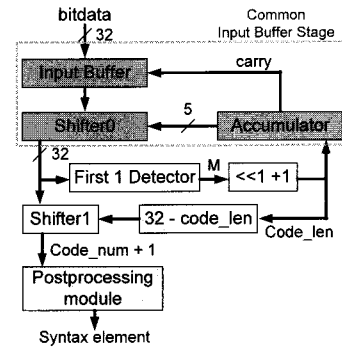 bitdata
Common
Input Buffer Stage
32
Input Buffer
carry
Shifter0
5
Accumulator
32
First 1 Detector
M
<<1 +1
Shifter1
32 - code_len
Code_len
Code_num + 1
Postprocessing
module
Syntax element